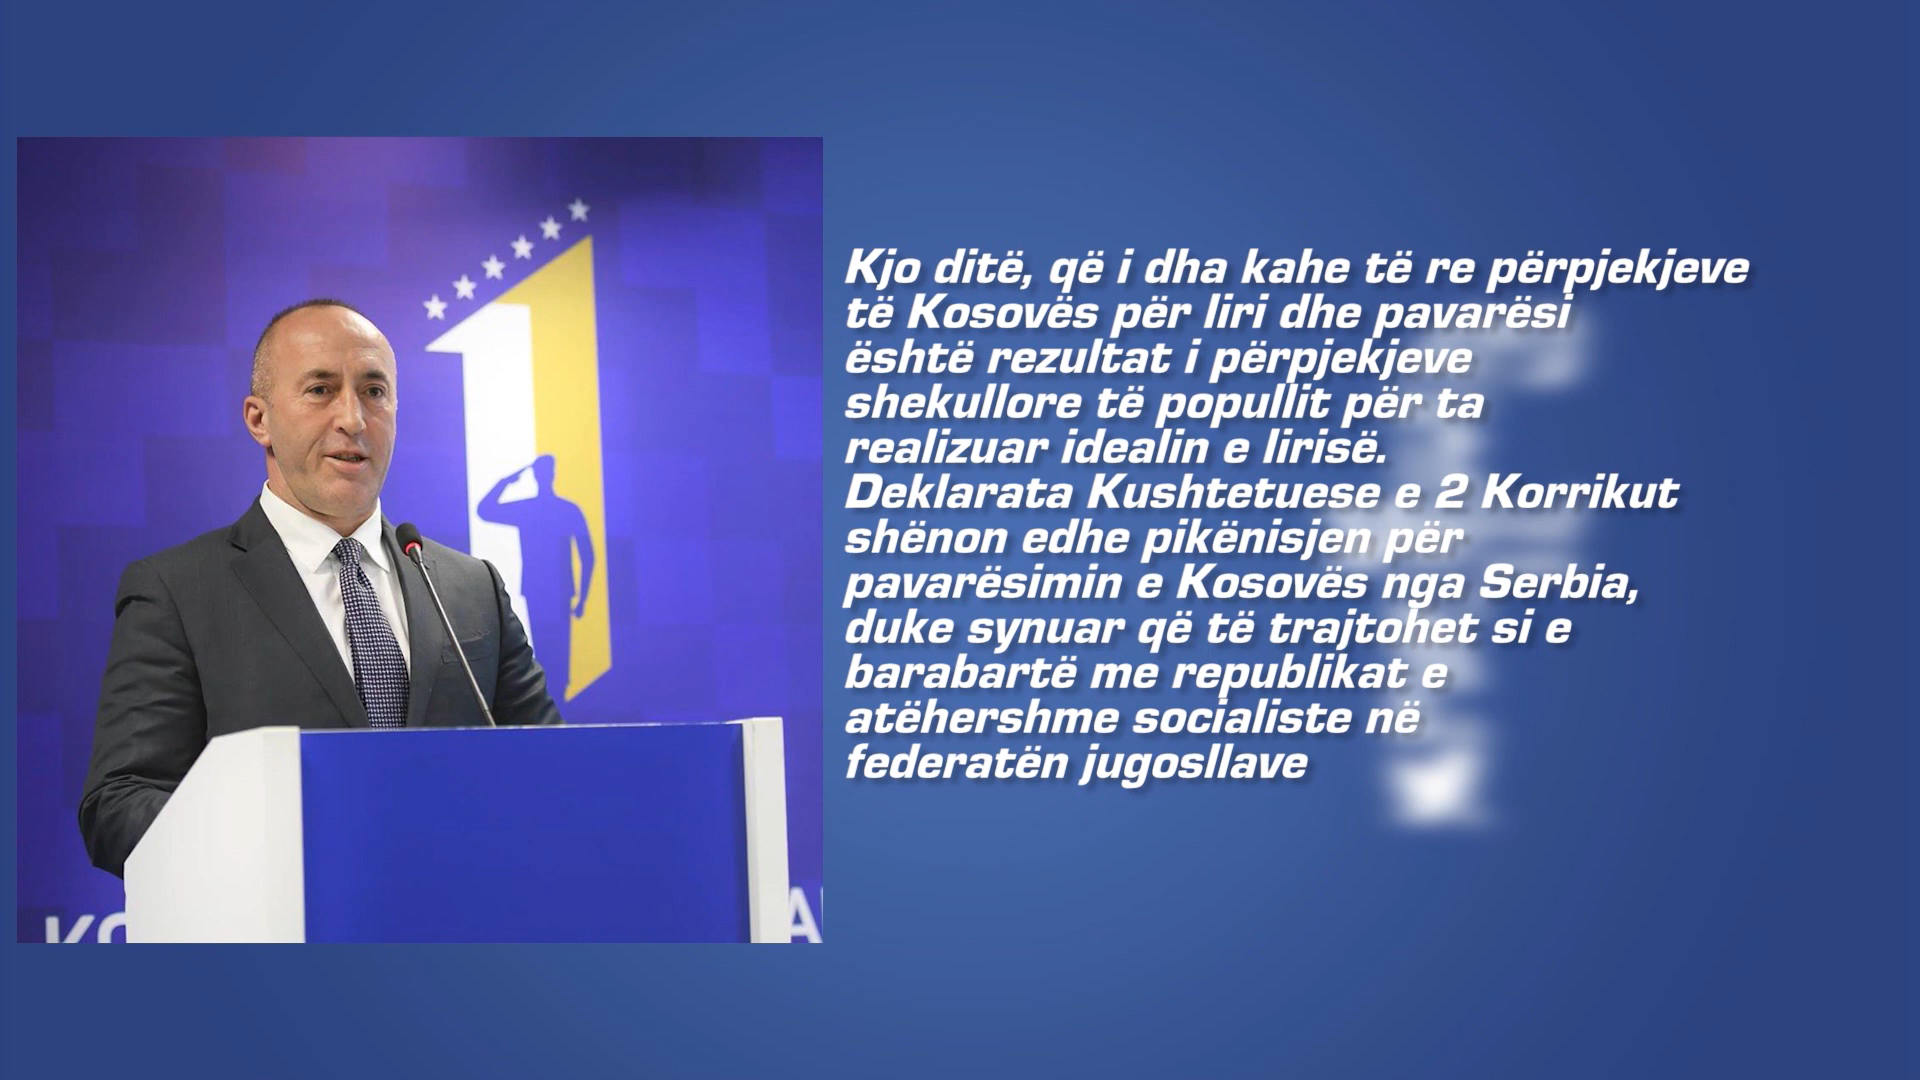 Kjo ditë, që i dha kahe të re përpjekjeve
të Kosovës për liri dhe pavarësi
është rezultat i përpjekjeve
shekullore të popullit për ta
realizuar idealin e lirisë.
Deklarata Kushtetuese e 2 Korrikut
shënon edhe pikënisjen për
pavarësimin e Kosovës nga Serbia,
duke synuar që të trajtohet si e
barabartë me republikat e
atëhershme socialiste në
federatën jugosllave